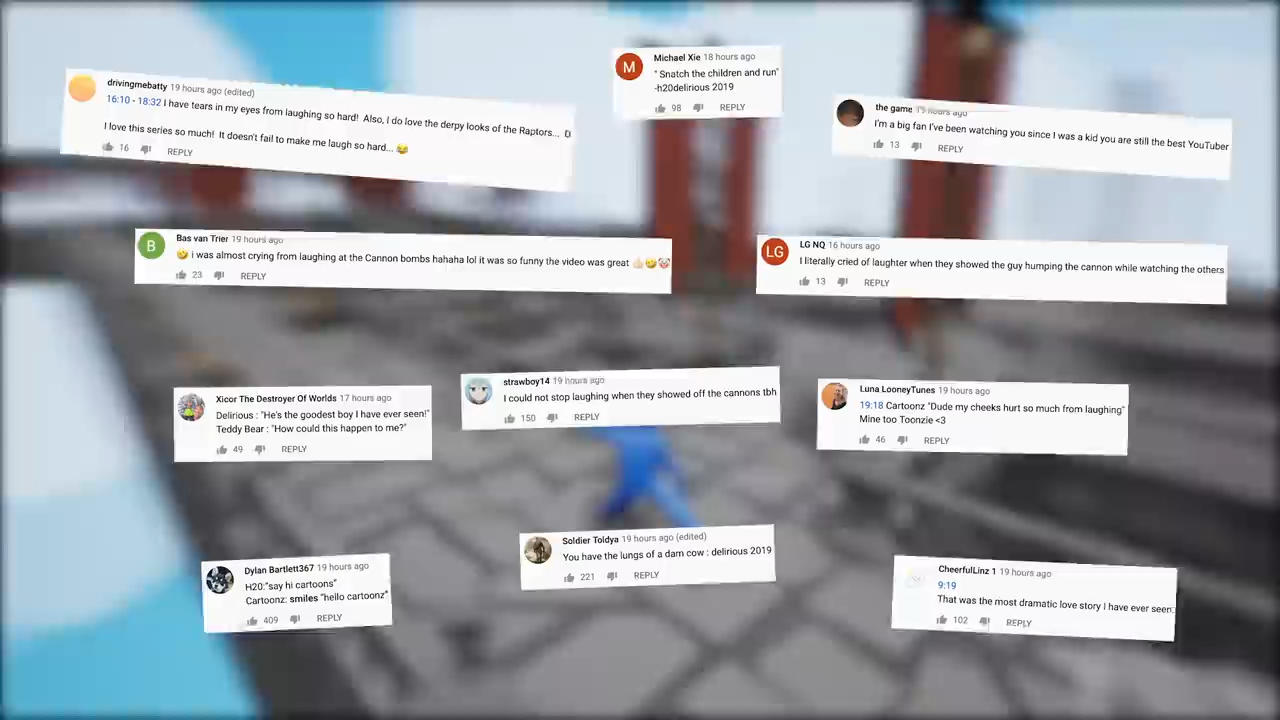 drivingmebatty 19 hours ago (edited)
16:10 - 18:32 I have tears in my eyes from laughing so hard! Also, I do love the derpy looks of the Raptors... D
I love this series so much! It doesn't fail to make me laugh so hard... 😂
16 REPLY
M
Michael Xie 18 hours ago
" Snatch the children and run"
-h20delirious 2019
98 REPLY
the game 19 hours ago
I'm a big fan I've been watching you since I was a kid you are still the best YouTuber
13 REPLY
B
Bas van Trier 19 hours ago
🤣 i was almost crying from laughing at the Cannon bombs hahaha lol it was so funny the video was great 👍🏻🤣🤡
23 REPLY
LG
LG NQ 16 hours ago
I literally cried of laughter when they showed the guy humping the cannon while watching the others
13 REPLY
Xicor The Destroyer Of Worlds 17 hours ago
Delirious : "He's the goodest boy I have ever seen!"
Teddy Bear : "How could this happen to me?"
49 REPLY
strawboy14 19 hours ago
I could not stop laughing when they showed off the cannons tbh
150 REPLY
Luna LooneyTunes 19 hours ago
19:18 Cartoonz "Dude my cheeks hurt so much from laughing"
Mine too Toonzie <3
46 REPLY
Dylan Bartlett367 19 hours ago
H20:"say hi cartoons"
Cartoonz: smiles "hello cartoonz"
409 REPLY
Soldier Toldya 19 hours ago (edited)
You have the lungs of a dam cow : delirious 2019
221 REPLY
CheerfulLinz 1 19 hours ago
9:19
That was the most dramatic love story I have ever seen
102 REPLY